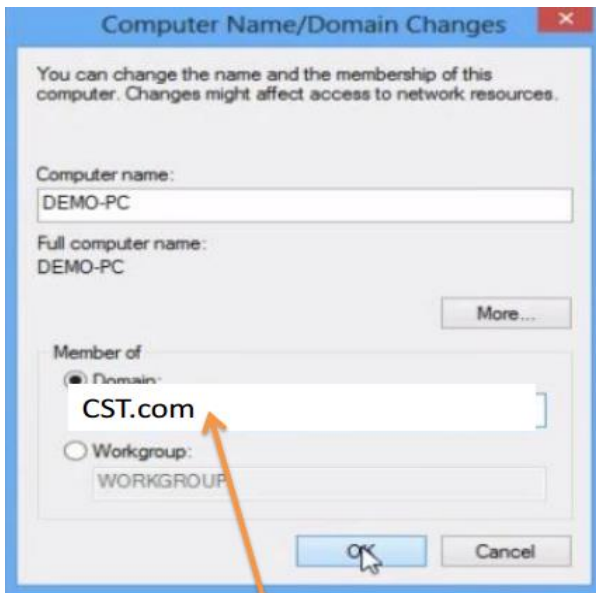 Computer Name/Domain Changes
You can change the name and the membership of this
computer. Changes might affect access to network resources.
Computer name:
DEMO-PC
Full computer name:
DEMO-PC
More...
Member of
Domain:
CST.com
Workgroup:
WORKGROUP
OK
Cancel